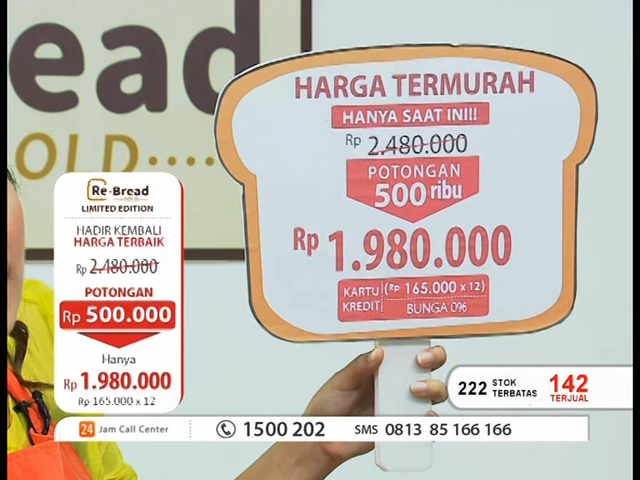 ead
OLD
HARGA TERMURAH
HANYA SAAT INI!!
Rp 2.480.000
POTONGAN
500 ribu
Rp 1.980.000
KARTU KREDIT (Rp 165.000 x 12)
BUNGA 0%
Re-Bread
LIMITED EDITION
HADIR KEMBALI
HARGA TERBAIK
Rp 2.480.000
POTONGAN
Rp 500.000
Hanya
Rp 1.980.000
Rp 165.000 x 12
222 STOK TERBATAS 142 TERJUAL
24 Jam Call Center 1500 202 SMS 0813 85 166 166